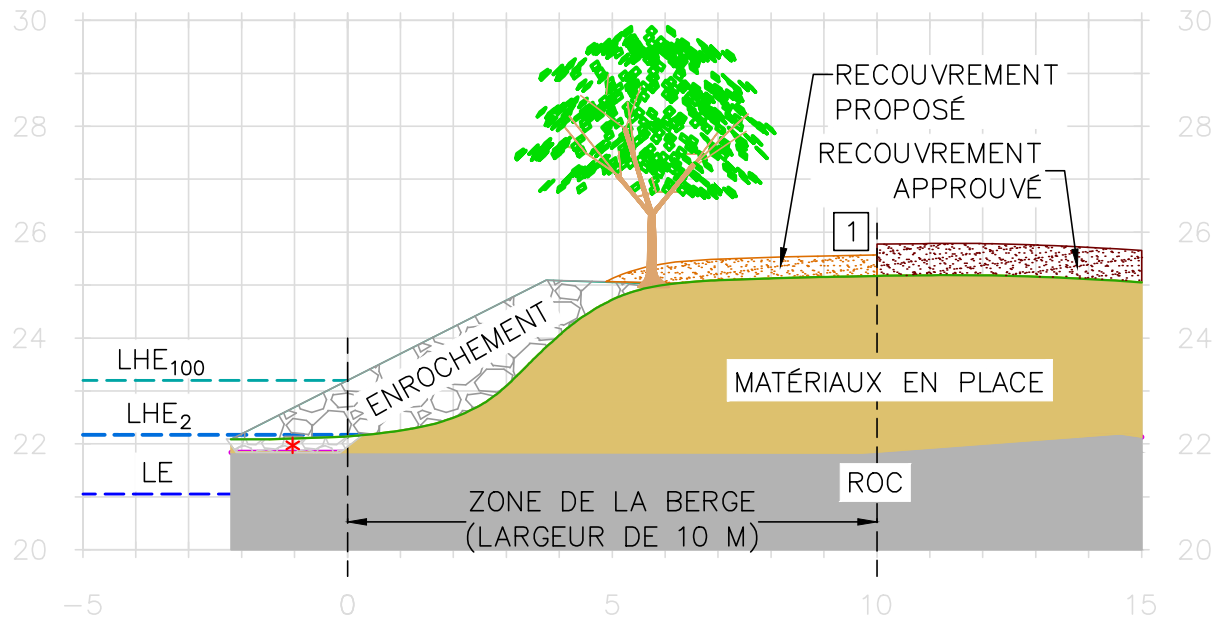 30
30
RECOUVREMENT
PROPOSÉ
28
28
RECOUVREMENT
APPROUVÉ
26
1
26
ENROCHEMENT
24
24
LHE100
MATÉRIAUX EN PLACE
LHE2
22
*
22
LE
ROC
ZONE DE LA BERGE
(LARGEUR DE 10 M)
20
20
-5
0
5
10
15